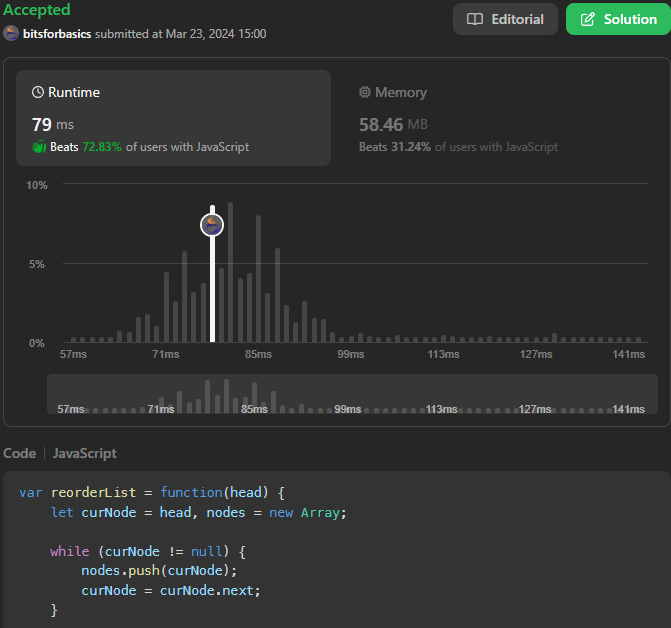 Accepted
Editorial
Solution
bitsforbasics submitted at Mar 23, 2024 15:00
Runtime
Memory
79 ms
58.46 MB
Beats 72.83% of users with JavaScript
Beats 31.24% of users with JavaScript
10%
5%
0%
57ms 71ms 85ms 99ms 113ms 127ms 141ms
57ms 71ms 85ms 99ms 113ms 127ms 141ms
Code | JavaScript
var reorderList = function(head) {
    let curNode = head, nodes = new Array;
    while (curNode != null) {
        nodes.push(curNode);
        curNode = curNode.next;
    }